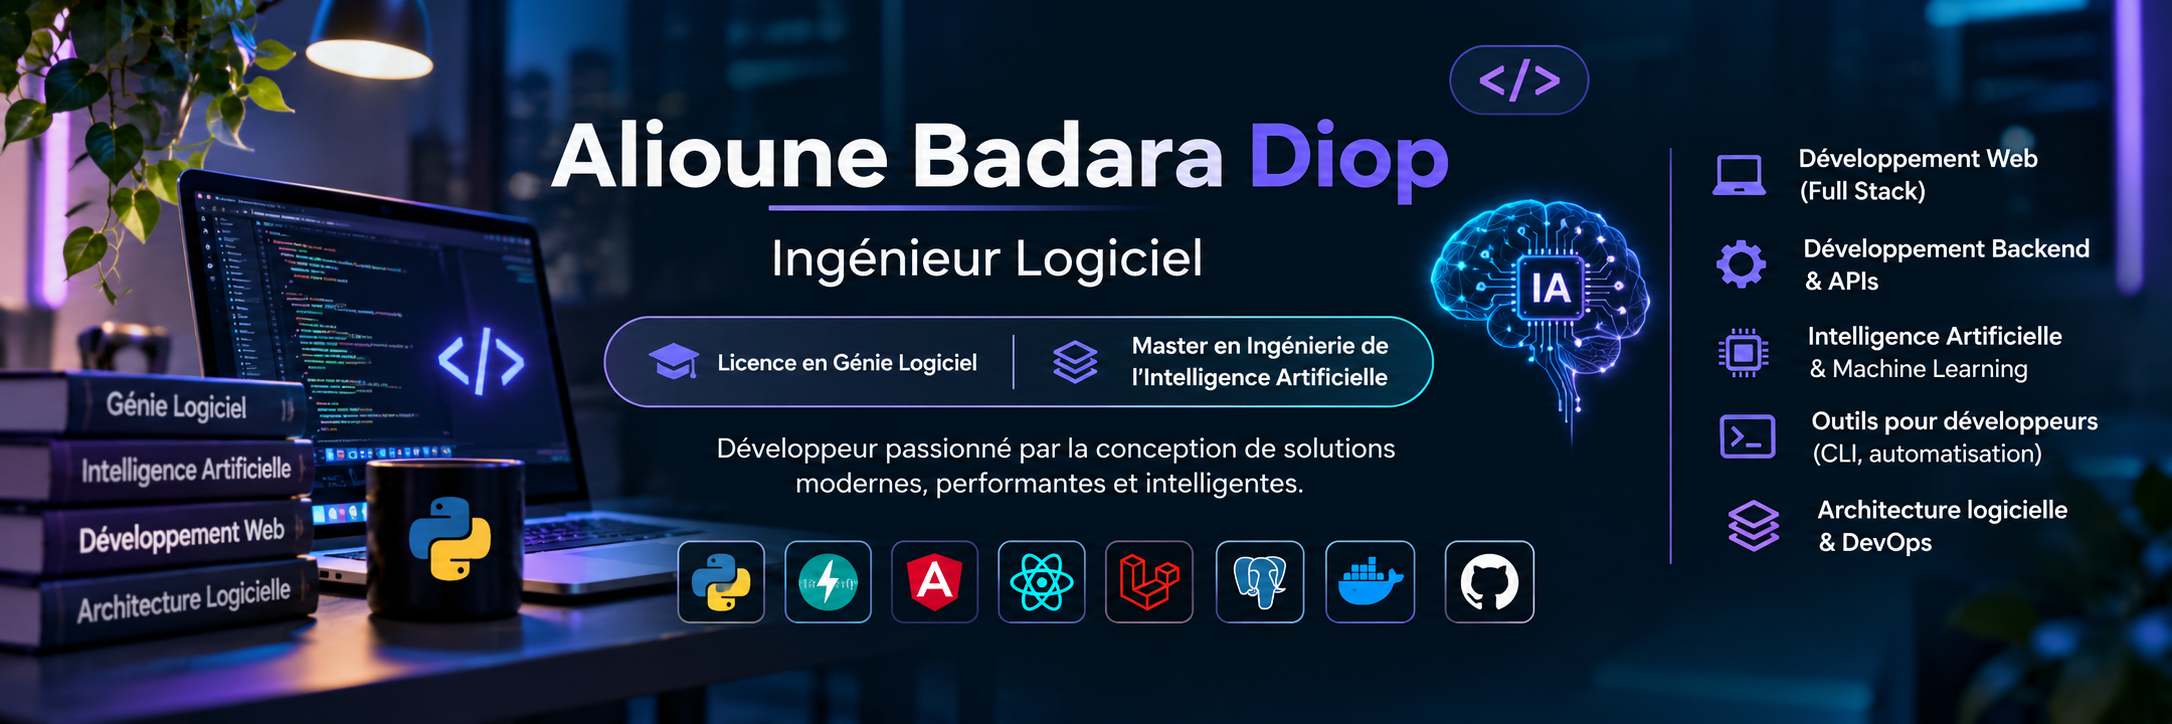 </>
Alioune Badara Diop
Ingénieur Logiciel
Licence en Génie Logiciel
Master en Ingénierie de
l'Intelligence Artificielle
IA
Développeur passionné par la conception de solutions
modernes, performantes et intelligentes.
Développement Web
(Full Stack)
Développement Backend
& APIs
Intelligence Artificielle
& Machine Learning
Outils pour développeurs
(CLI, automatisation)
Architecture logicielle
& DevOps
</>
Génie Logiciel
Intelligence Artificielle
Développement Web
Architecture Logicielle